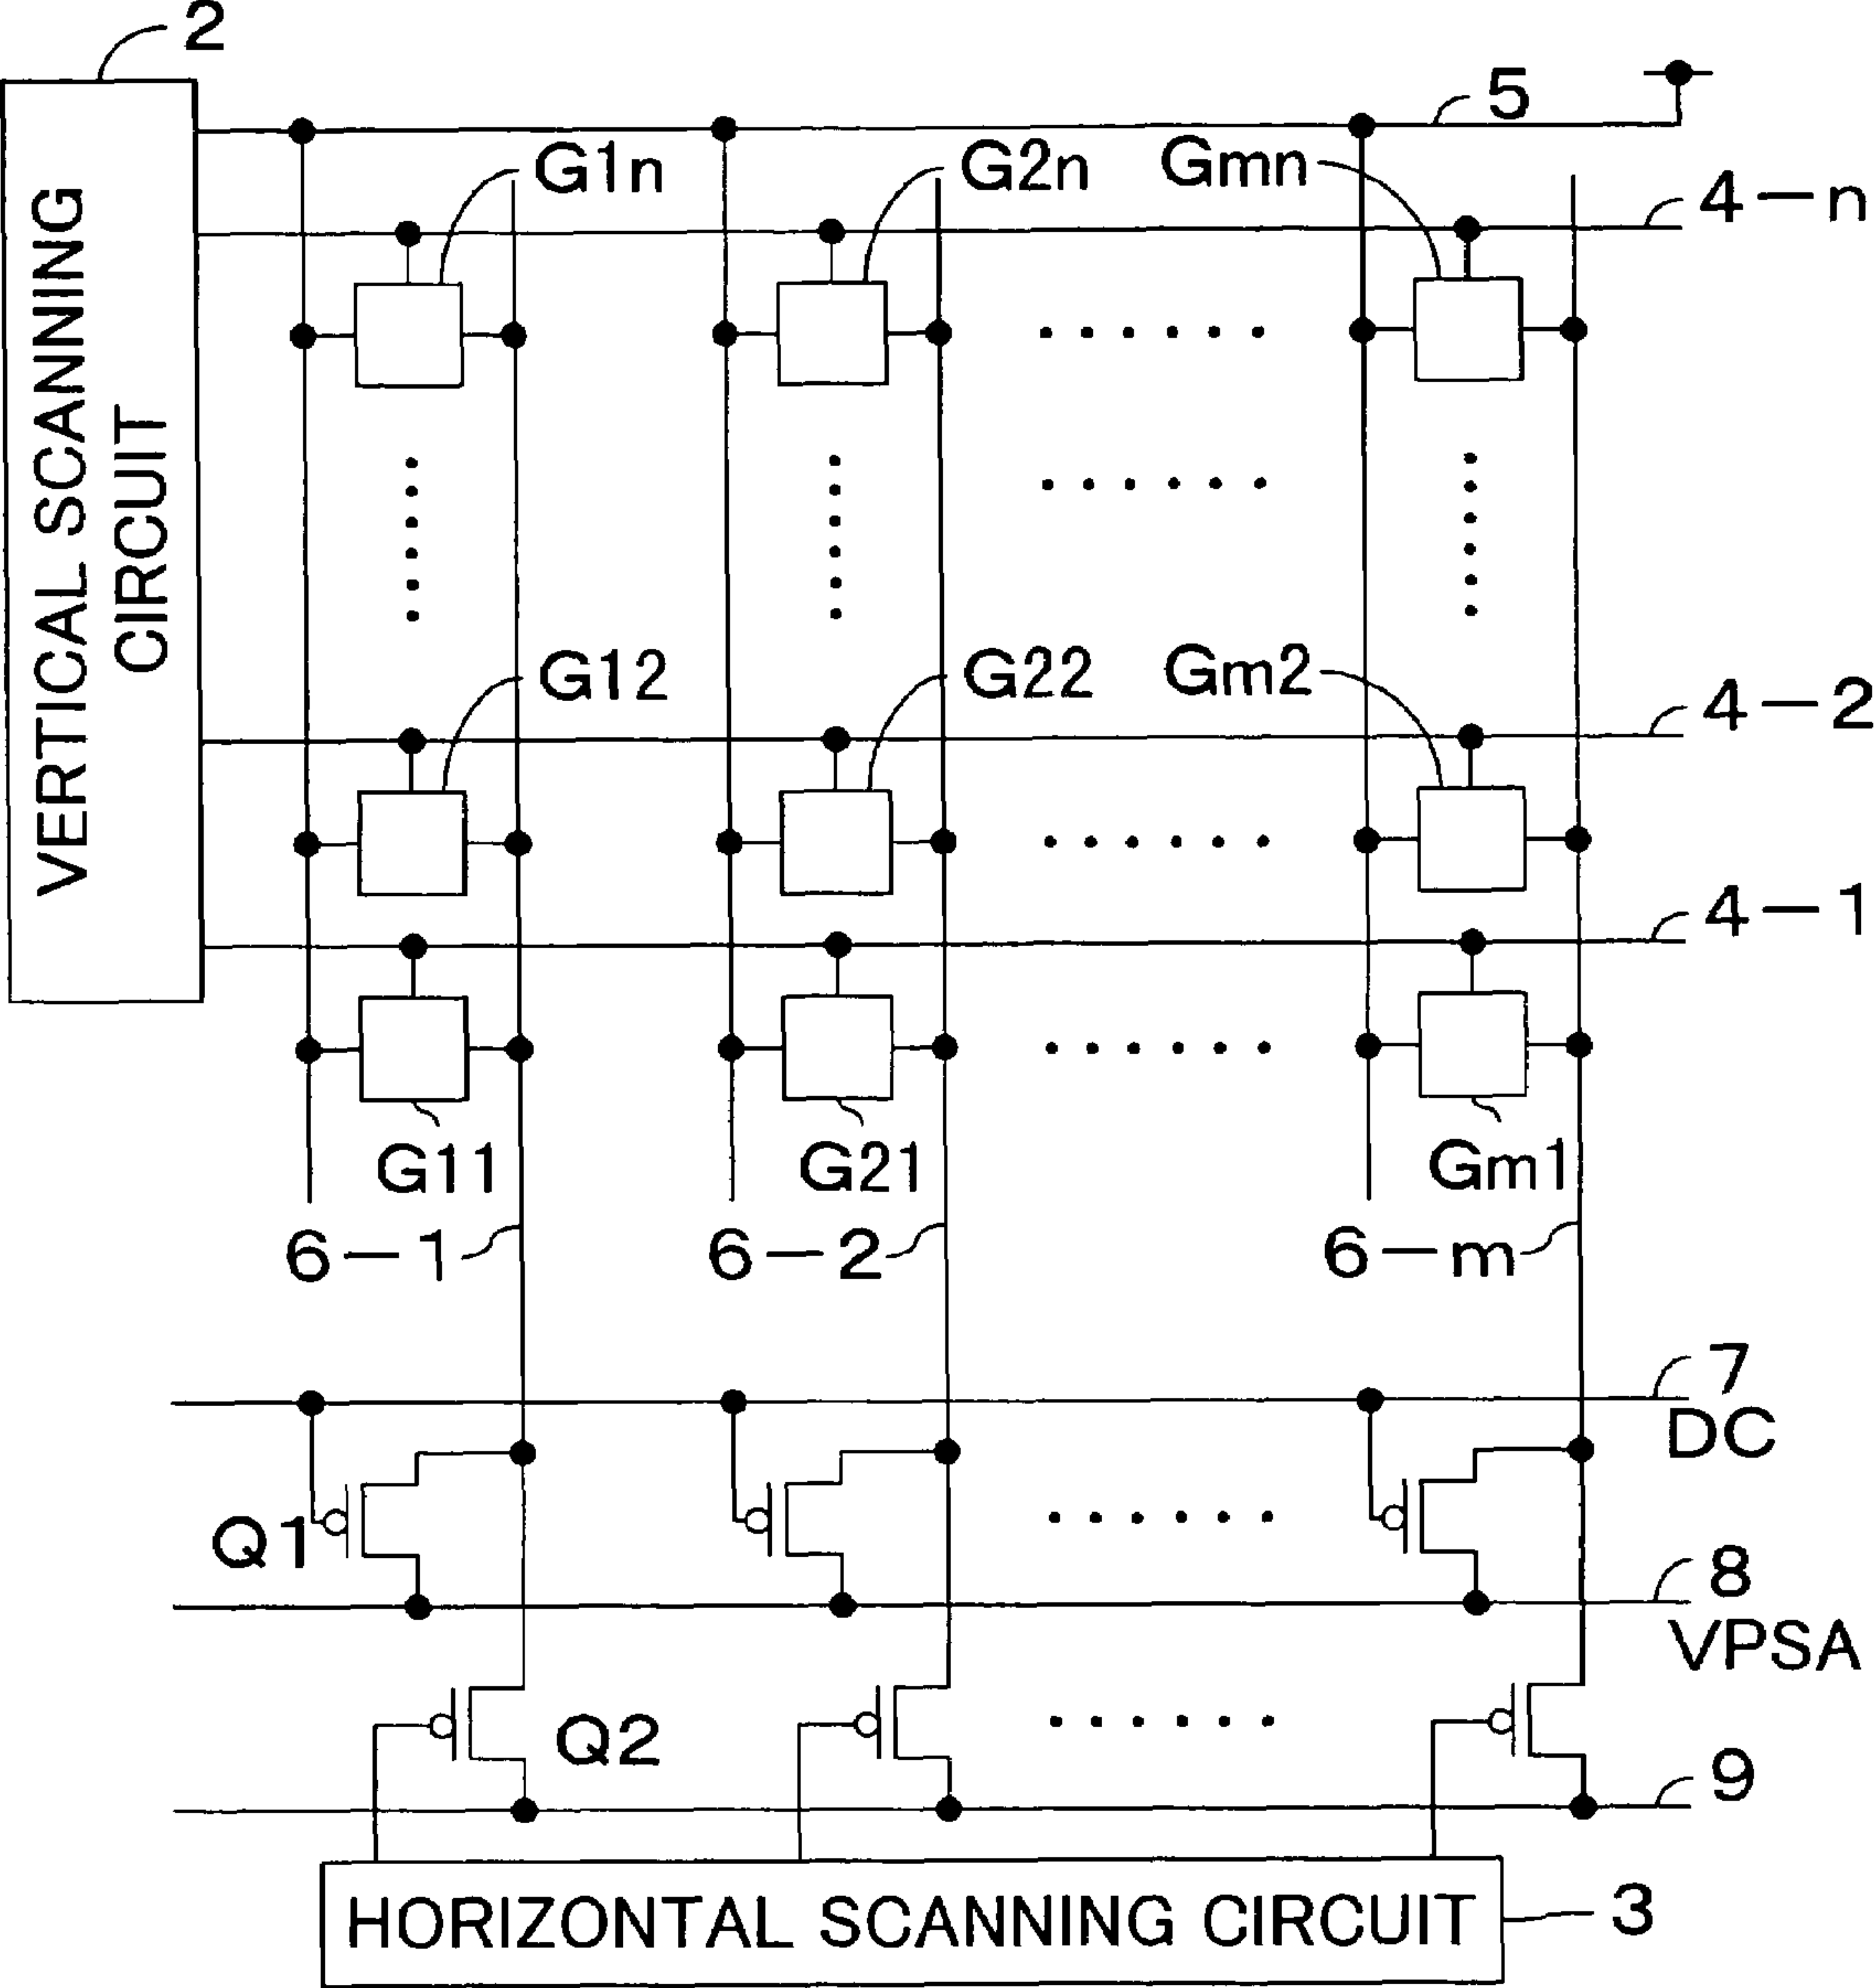 2
5
G1n
G2n
Gmn
4-n
VERTICAL SCANNING
CIRCUIT
G12
G22
Gm2
4-2
4-1
G11
G21
Gm1
6-1
6-2
6-m
7
DC
Q1
8
VPSA
Q2
9
HORIZONTAL SCANNING CIRCUIT
3